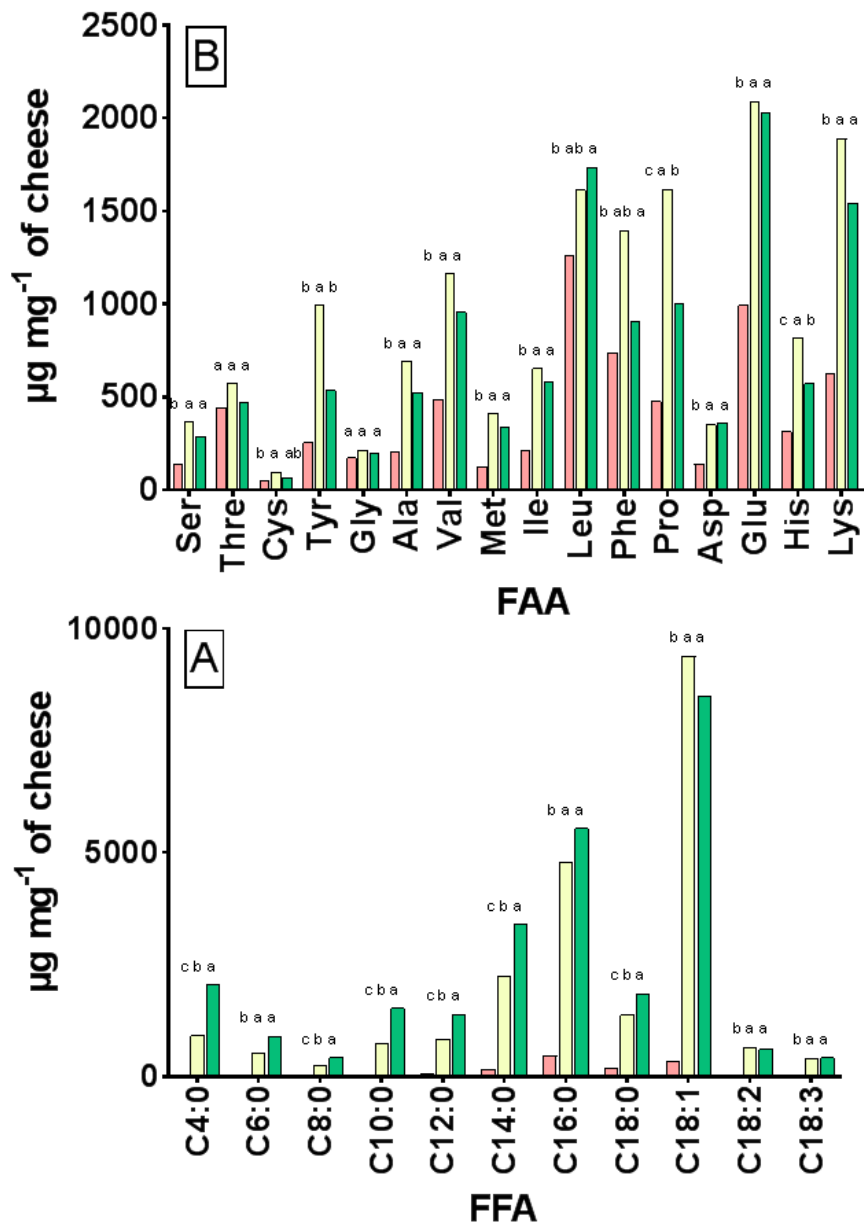 B
2500
2000
1500
1000
500
0
µg mg⁻¹ of cheese
b a a
a a a
b a ab
b a b
a a a
b a a
b a a
b a a
b a a
b ab a
b ab a
c a b
b a a
b a a
c a b
b a a
Ser Thre Cys Tyr Gly Ala Val Met Ile Leu Phe Pro Asp Glu His Lys
FAA
A
10000
5000
0
µg mg⁻¹ of cheese
c b a
b a a
c b a
c b a
c b a
c b a
b a a
c b a
b a a
b a a
b a a
C4:0 C6:0 C8:0 C10:0 C12:0 C14:0 C16:0 C18:0 C18:1 C18:2 C18:3
FFA